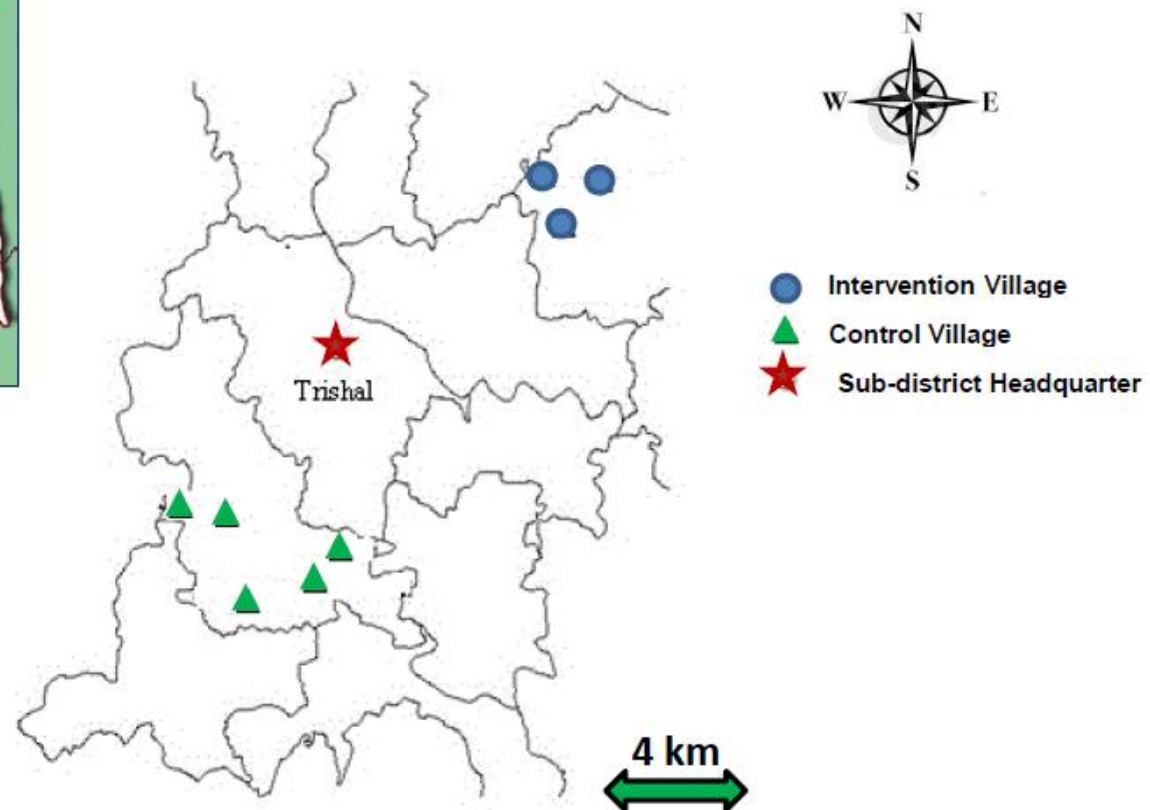 N
W E
S
Intervention Village
Control Village
Sub-district Headquarter
Trishal
4 km